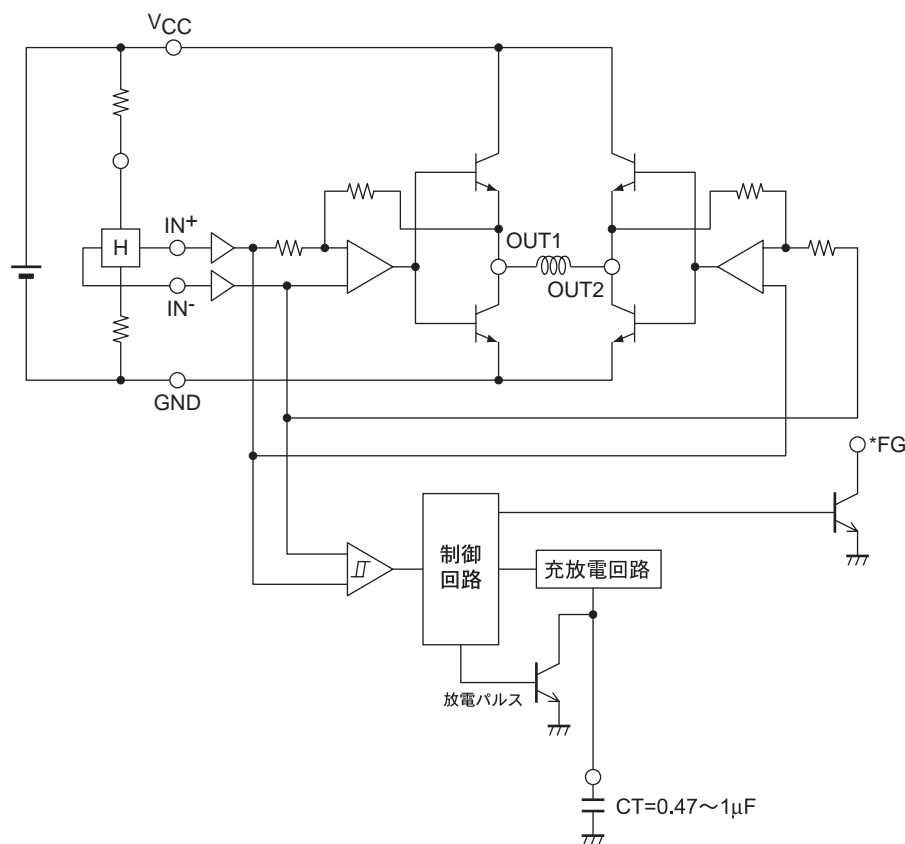 VCC
H
IN+
IN-
OUT1
OUT2
GND
*FG
制御
回路
充放電回路
放電パルス
CT=0.47～1μF